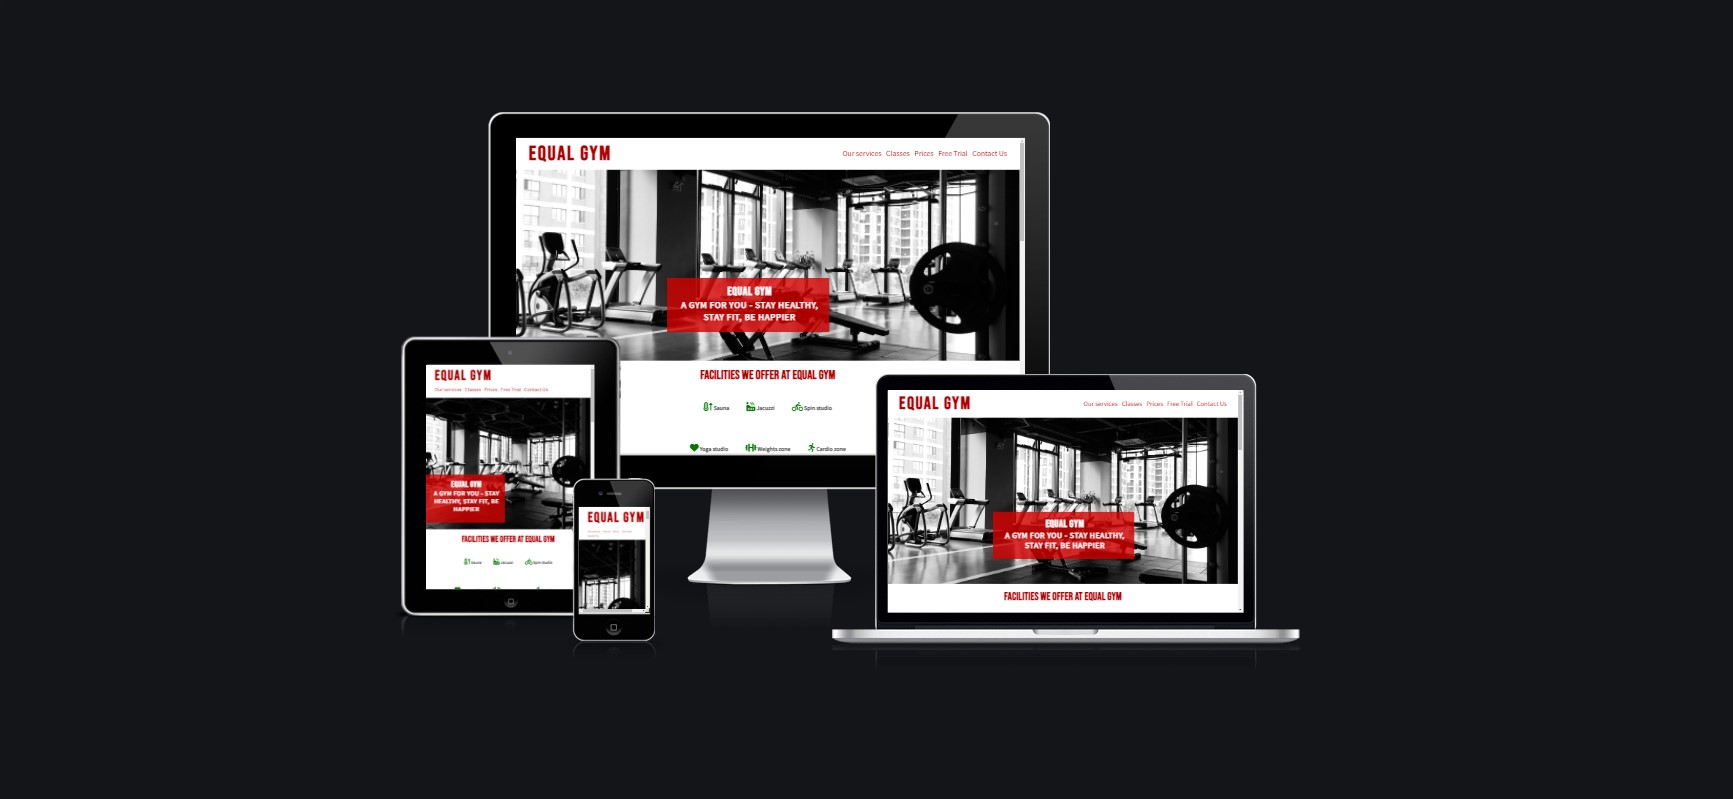 EQUAL GYM
Our services Classes Prices Free Trial Contact Us
EQUAL GYM
A GYM FOR YOU - STAY HEALTHY,
STAY FIT, BE HAPPIER
FACILITIES WE OFFER AT EQUAL GYM
Sauna Jacuzzi Spin studio
Yoga studio Weights zone Cardio zone
EQUAL GYM
Our services Classes Prices Free Trial Contact Us
EQUAL GYM
A GYM FOR YOU - STAY
HEALTHY, STAY FIT, BE
HAPPIER
FACILITIES WE OFFER AT EQUAL GYM
Sauna Jacuzzi Spin studio
EQUAL GYM
EQUAL GYM
Our services Classes Prices Free Trial Contact Us
EQUAL GYM
A GYM FOR YOU - STAY HEALTHY,
STAY FIT, BE HAPPIER
FACILITIES WE OFFER AT EQUAL GYM